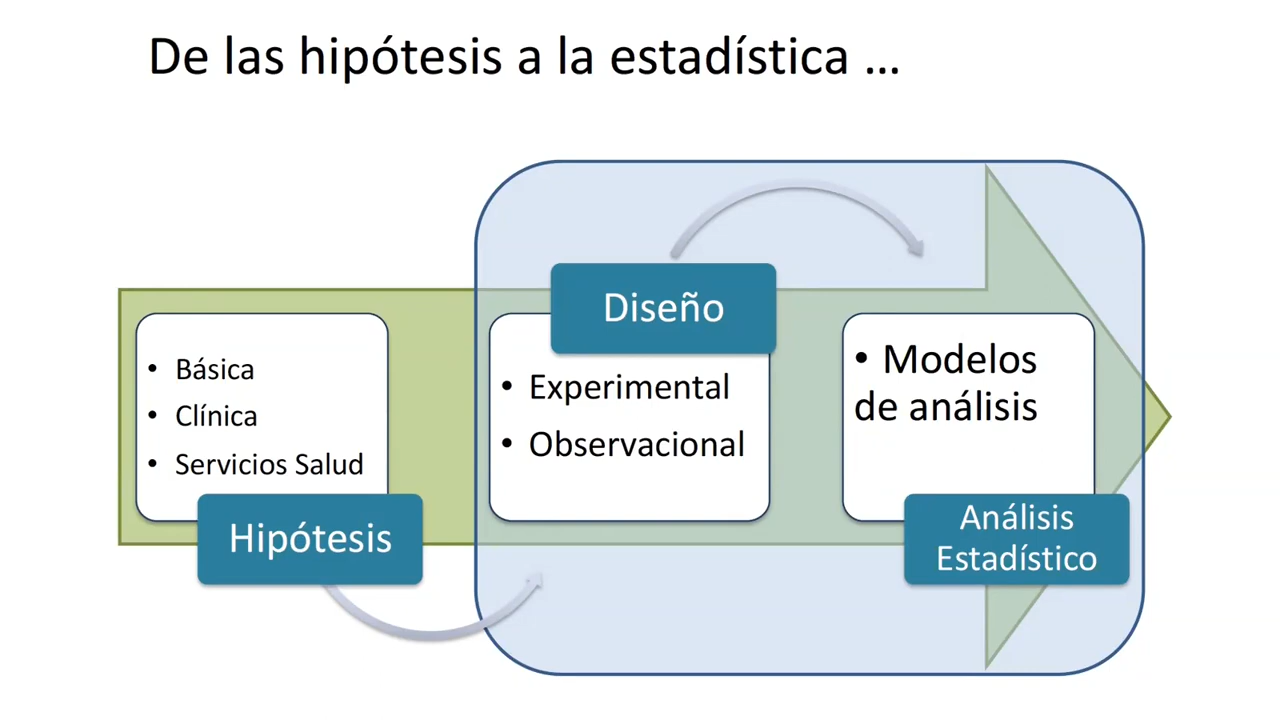 De las hipótesis a la estadística ...
• Básica
• Clínica
• Servicios Salud
Hipótesis
Diseño
• Experimental
• Observacional
• Modelos
de análisis
Análisis
Estadístico